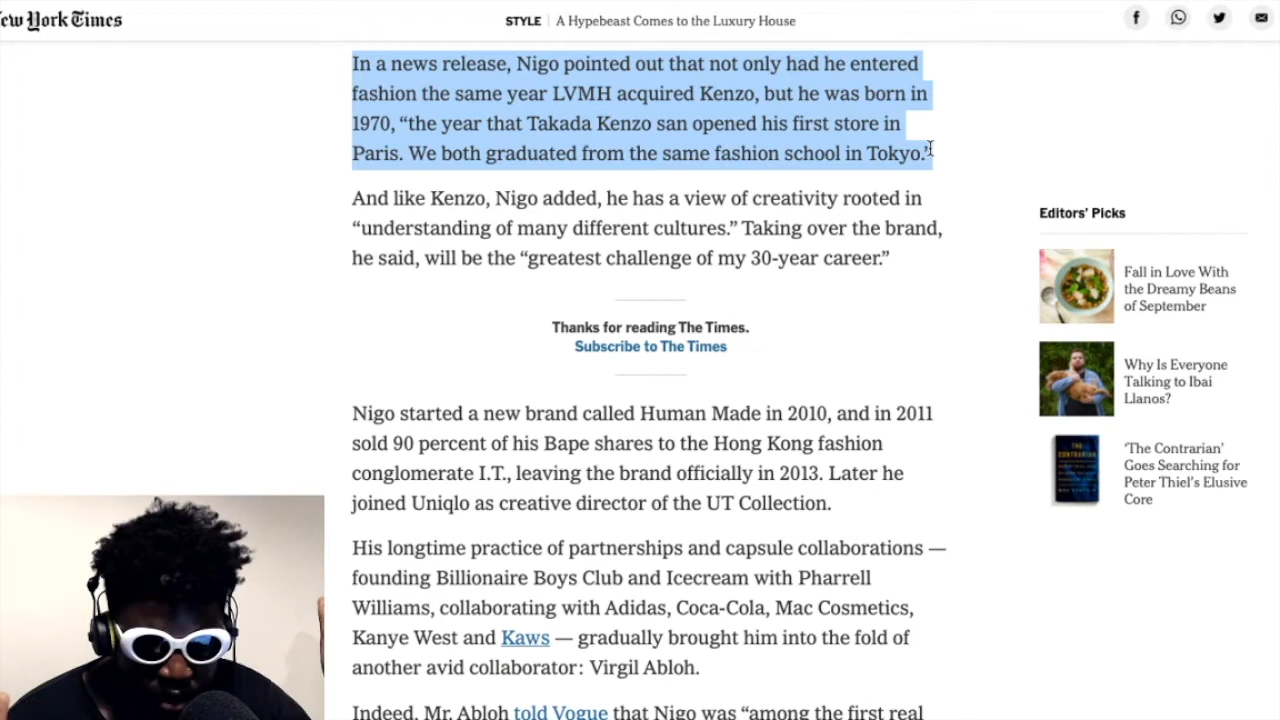 ew York Times
STYLE | A Hypebeast Comes to the Luxury House
In a news release, Nigo pointed out that not only had he entered
fashion the same year LVMH acquired Kenzo, but he was born in
1970, “the year that Takada Kenzo san opened his first store in
Paris. We both graduated from the same fashion school in Tokyo.”
And like Kenzo, Nigo added, he has a view of creativity rooted in
“understanding of many different cultures.” Taking over the brand,
he said, will be the “greatest challenge of my 30-year career.”
Thanks for reading The Times.
Subscribe to The Times
Nigo started a new brand called Human Made in 2010, and in 2011
sold 90 percent of his Bape shares to the Hong Kong fashion
conglomerate I.T., leaving the brand officially in 2013. Later he
joined Uniqlo as creative director of the UT Collection.
His longtime practice of partnerships and capsule collaborations —
founding Billionaire Boys Club and Icecream with Pharrell
Williams, collaborating with Adidas, Coca-Cola, Mac Cosmetics,
Kanye West and Kaws — gradually brought him into the fold of
another avid collaborator: Virgil Abloh.
Indeed, Mr. Abloh told Vogue that Nigo was “among the first real
Editors’ Picks
Fall in Love With
the Dreamy Beans
of September
Why Is Everyone
Talking to Ibai
Llanos?
THE
CONTRARIAN
‘The Contrarian’
Goes Searching for
Peter Thiel’s Elusive
Core